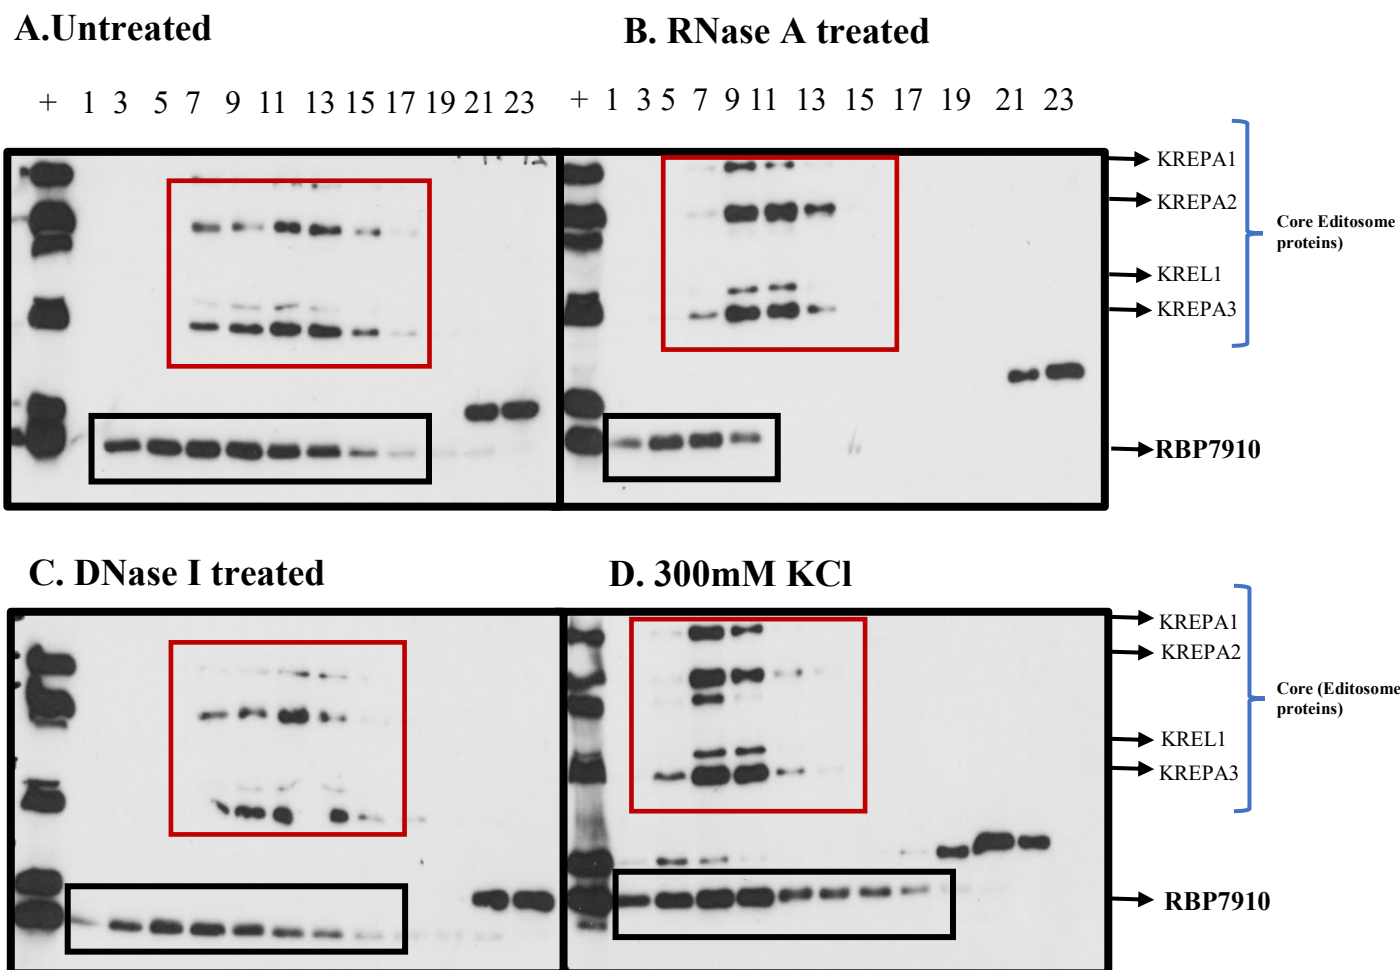 A.Untreated
B. RNase A treated
+ 1 3 5 7 9 11 13 15 17 19 21 23
+ 1 3 5 7 9 11 13 15 17 19 21 23
KREPA1
KREPA2
Core Editosome
proteins)
KREL1
KREPA3
RBP7910
C. DNase I treated
D. 300mM KCl
KREPA1
KREPA2
Core (Editosome
proteins)
KREL1
KREPA3
RBP7910